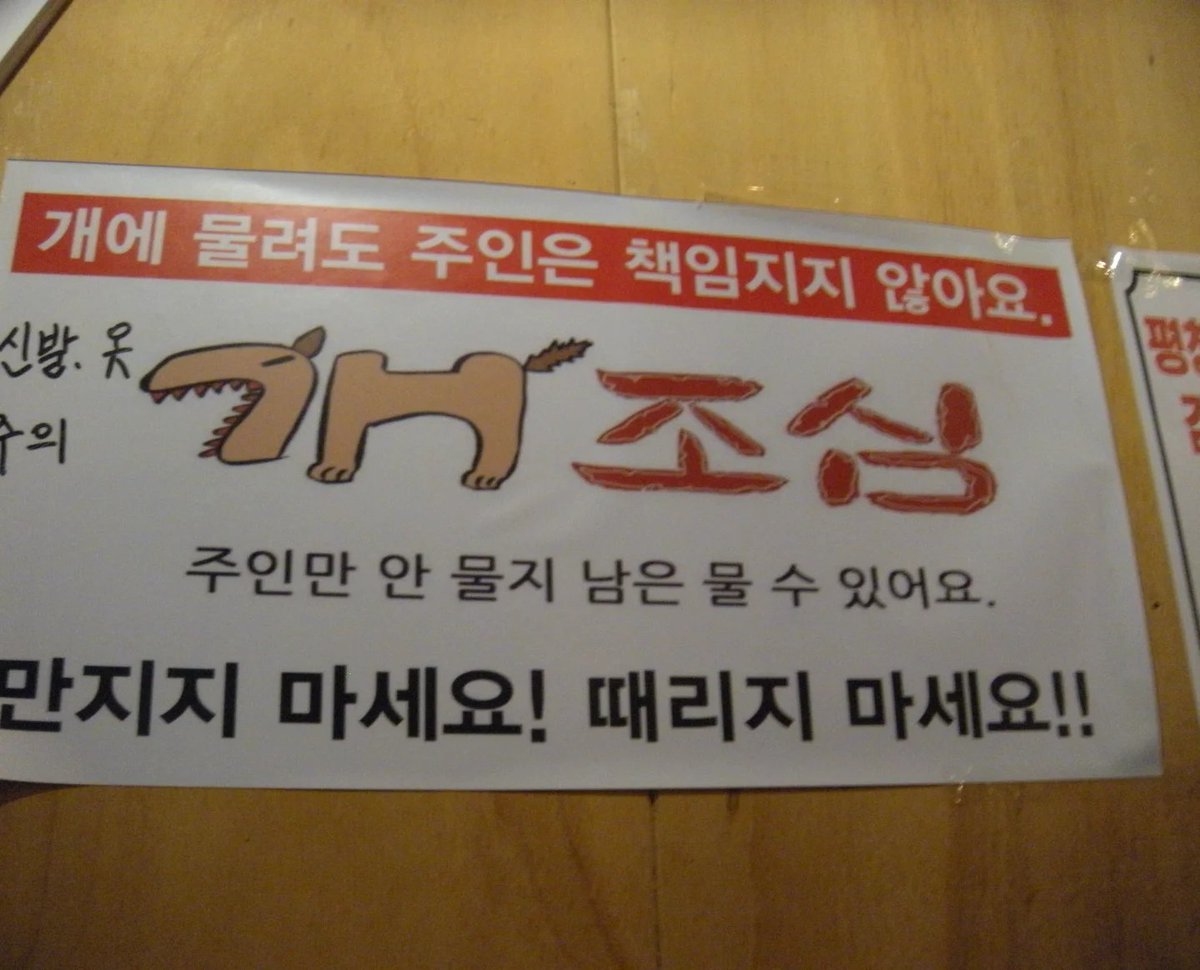 개에 물려도 주인은 책임지지 않아요.
신발. 옷
주의
개조심
주인만 안 물지 남은 물 수 있어요.
만지지 마세요! 때리지 마세요!!